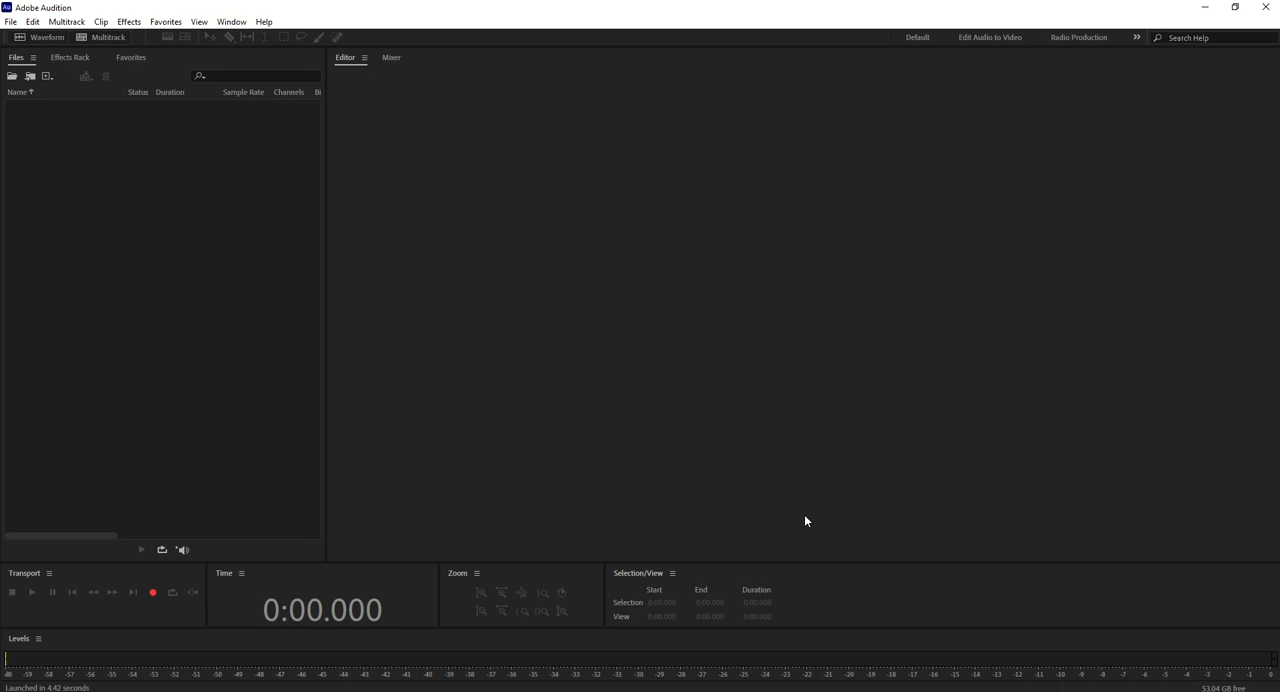 Au Adobe Audition
File Edit Multitrack Clip Effects Favorites View Window Help
Waveform Multitrack Default Edit Audio to Video Radio Production Search Help
Files Effects Rack Favorites Editor Mixer
Name Status Duration Sample Rate Channels Bi
Transport Time Zoom Selection/View
Start End Duration
0:00.000 Selection 0:00.000 0:00.000 0:00.000
View 0:00.000 0:00.000 0:00.000
Levels
dB -59 -58 -57 -56 -55 -54 -53 -52 -51 -50 -49 -48 -47 -46 -45 -44 -43 -42 -41 -40 -39 -38 -37 -36 -35 -34 -33 -32 -31 -30 -29 -28 -27 -26 -25 -24 -23 -22 -21 -20 -19 -18 -17 -16 -15 -14 -13 -12 -11 -10 -9 -8 -7 -6 -5 -4 -3 -2 -1 0
Launched in 4.42 seconds 53.04 GB free